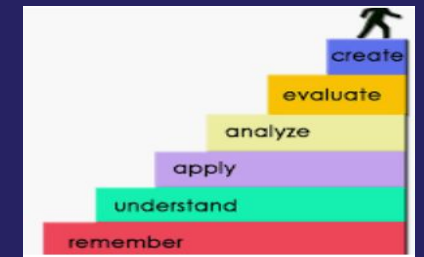 create
evaluate
analyze
apply
understand
remember